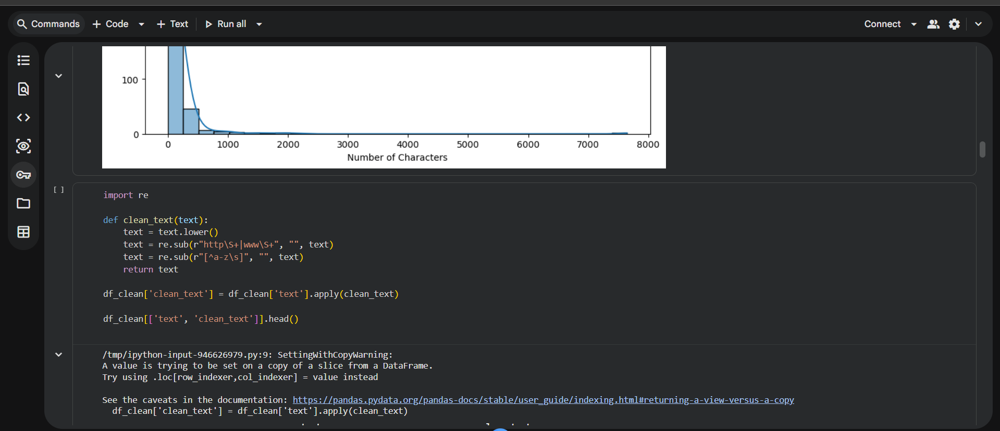 Commands + Code + Text Run all Connect
100
0
0 1000 2000 3000 4000 5000 6000 7000 8000
Number of Characters
[ ]
import re
def clean_text(text):
    text = text.lower()
    text = re.sub(r"http\S+|www\S+", "", text)
    text = re.sub(r"[^a-z\s]", "", text)
    return text
df_clean['clean_text'] = df_clean['text'].apply(clean_text)
df_clean[['text', 'clean_text']].head()
/tmp/ipython-input-946626979.py:9: SettingWithCopyWarning:
A value is trying to be set on a copy of a slice from a DataFrame.
Try using .loc[row_indexer,col_indexer] = value instead
See the caveats in the documentation: https://pandas.pydata.org/pandas-docs/stable/user_guide/indexing.html#returning-a-view-versus-a-copy
  df_clean['clean_text'] = df_clean['text'].apply(clean_text)